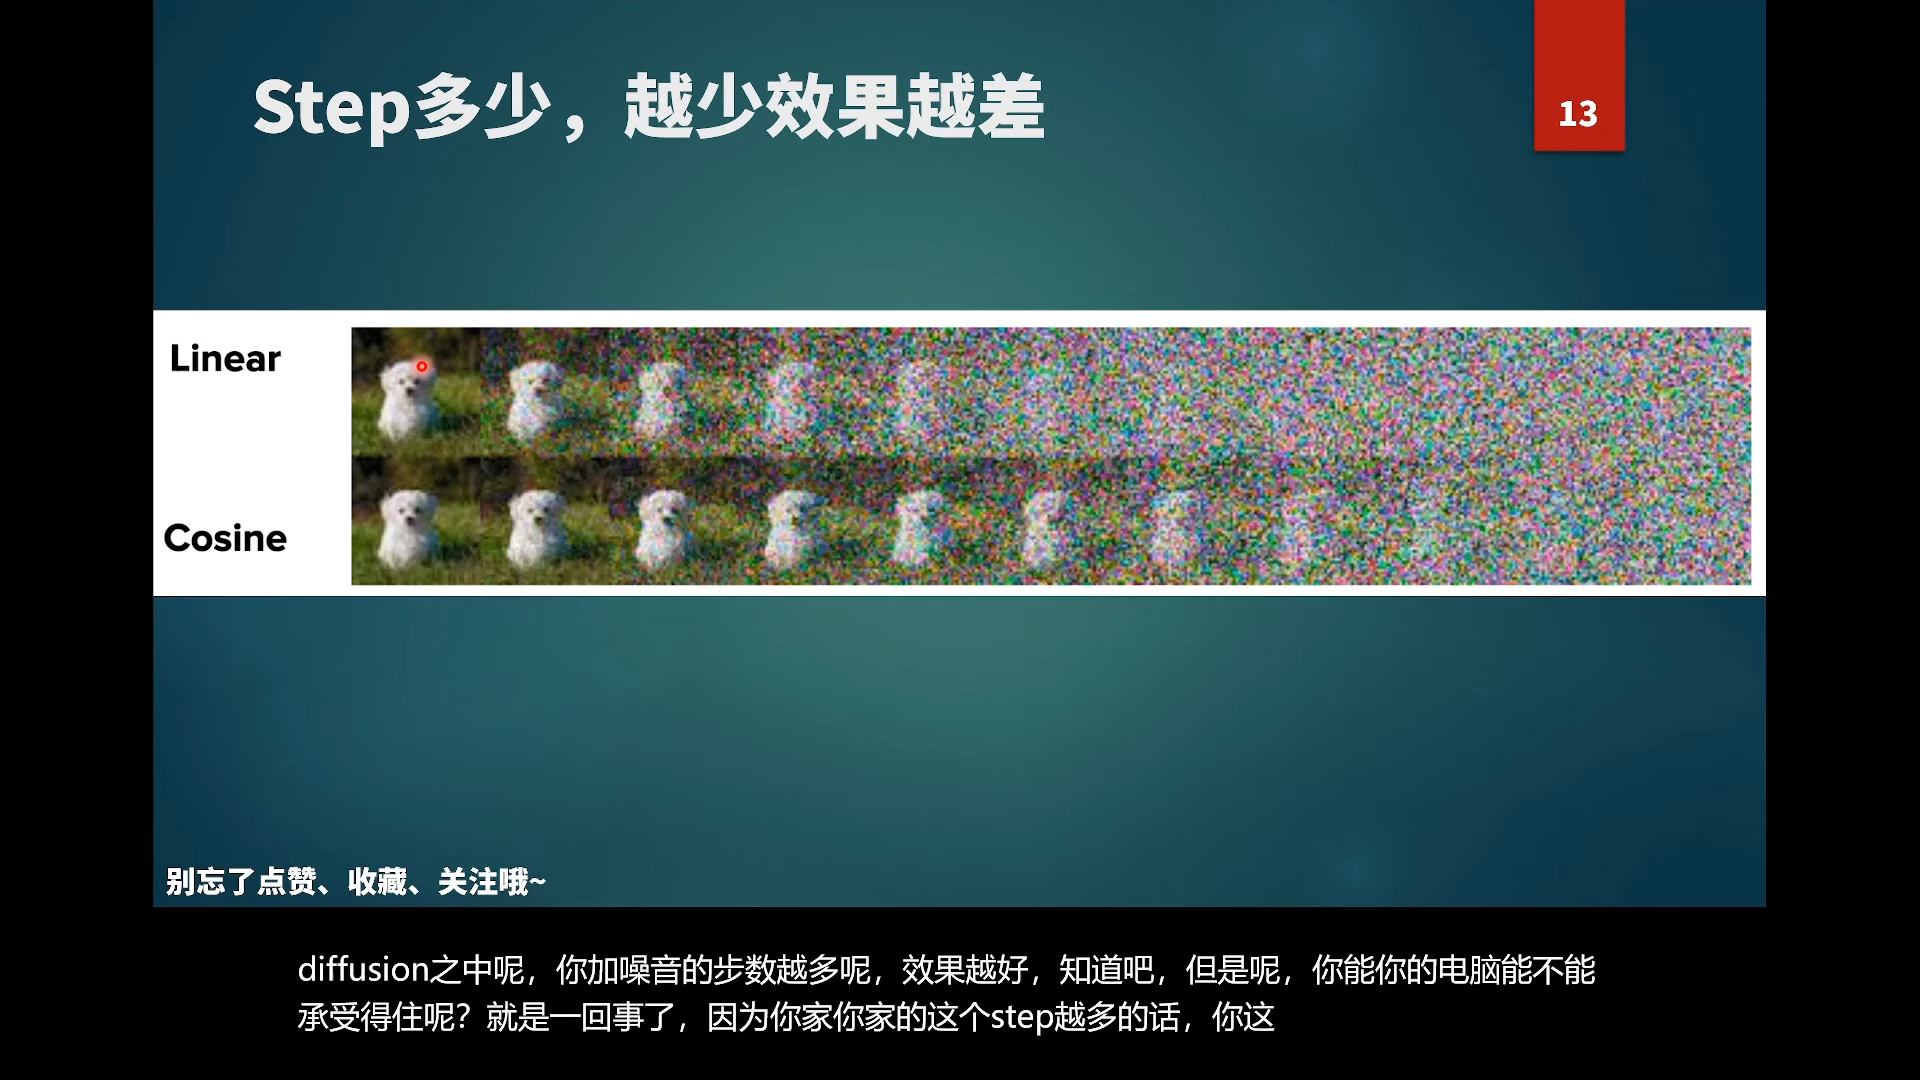 Step多少，越少效果越差
13
Linear
Cosine
别忘了点赞、收藏、关注哦~
diffusion之中呢，你加噪音的步数越多呢，效果越好，知道吧，但是呢，你能你的电脑能不能
承受得住呢？就是一回事了，因为你家你家的这个step越多的话，你这